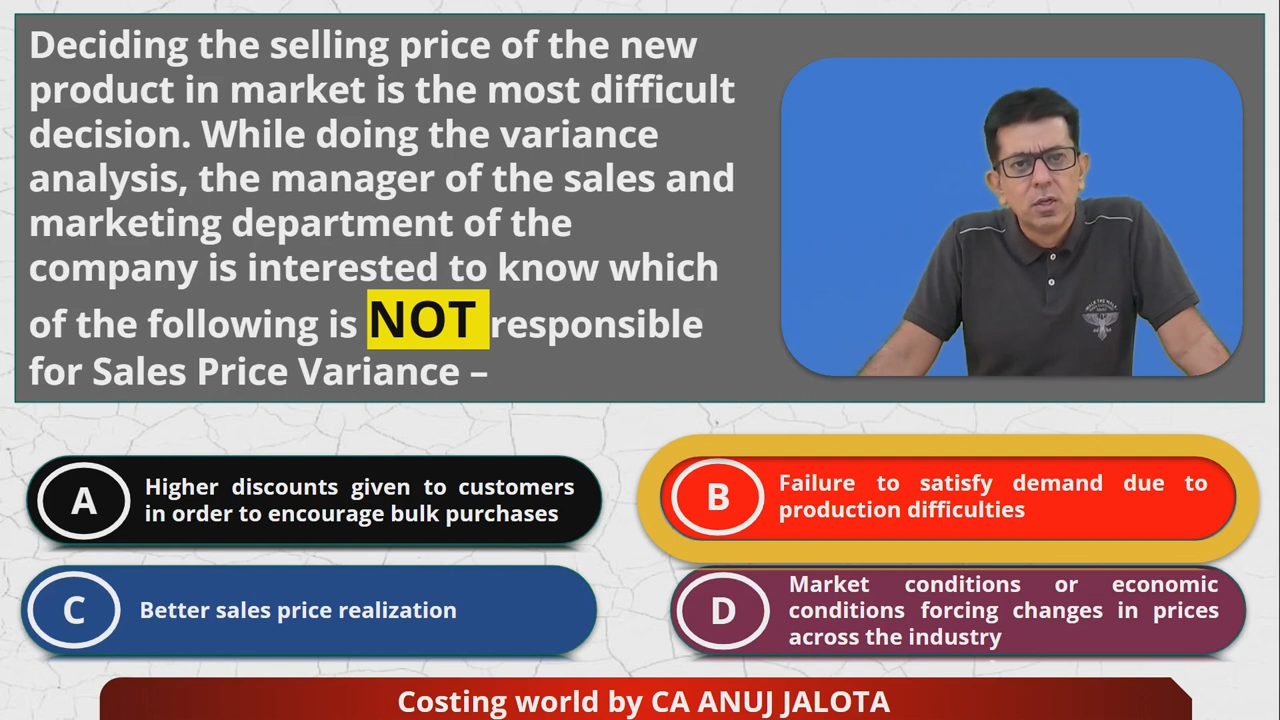 Deciding the selling price of the new
product in market is the most difficult
decision. While doing the variance
analysis, the manager of the sales and
marketing department of the
company is interested to know which
of the following is NOT responsible
for Sales Price Variance –
A
Higher discounts given to customers
in order to encourage bulk purchases
B
Failure to satisfy demand due to
production difficulties
C
Better sales price realization
D
Market conditions or economic
conditions forcing changes in prices
across the industry
Costing world by CA ANUJ JALOTA